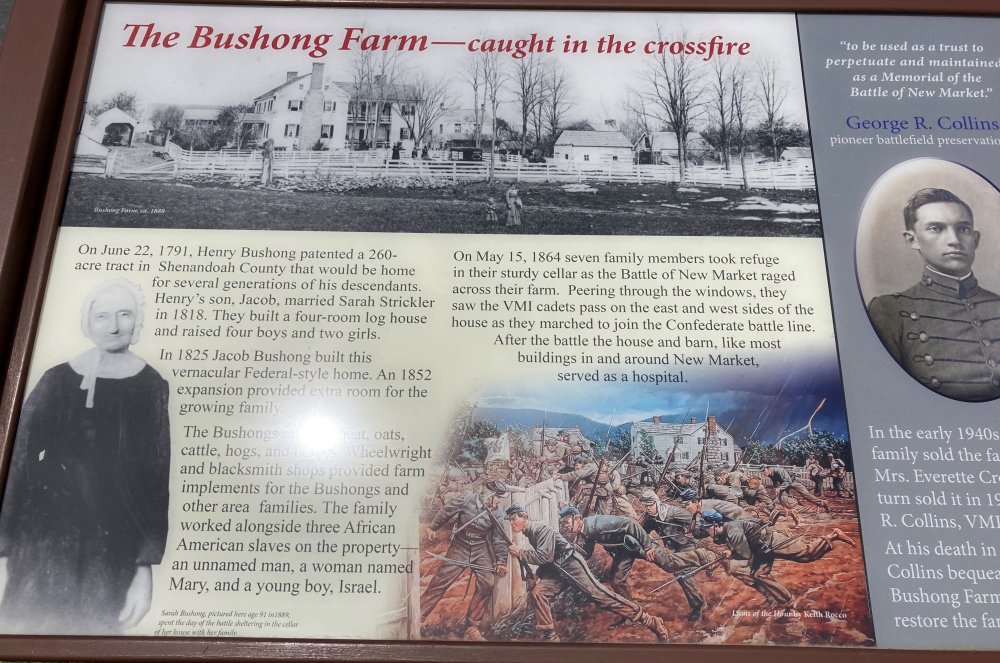 The Bushong Farm—caught in the crossfire
Bushong Farm, ca. 1880
On June 22, 1791, Henry Bushong patented a 260-
acre tract in Shenandoah County that would be home
for several generations of his descendants.
Henry's son, Jacob, married Sarah Strickler
in 1818. They built a four-room log house
and raised four boys and two girls.
In 1825 Jacob Bushong built this
vernacular Federal-style home. An 1852
expansion provided extra room for the
growing family.
The Bushongs oats,
cattle, hogs, and Wheelwright
and blacksmith shops provided farm
implements for the Bushongs and
other area families. The family
worked alongside three African
American slaves on the property—
an unnamed man, a woman named
Mary, and a young boy, Israel.
Sarah Bushong, pictured here age 91 in 1889,
spent the day of the battle sheltering in the cellar
of her house with her family.
On May 15, 1864 seven family members took refuge
in their sturdy cellar as the Battle of New Market raged
across their farm. Peering through the windows, they
saw the VMI cadets pass on the east and west sides of the
house as they marched to join the Confederate battle line.
After the battle the house and barn, like most
buildings in and around New Market,
served as a hospital.
Lions of the Hour by Keith Rocco
"to be used as a trust to
perpetuate and maintained
as a Memorial of the
Battle of New Market."
George R. Collins
pioneer battlefield
In the early 1940s
family sold the
Mrs. Everette
turn sold it in
R. Collins, VMI
At his death in
Collins
Bushong Farm
restore the